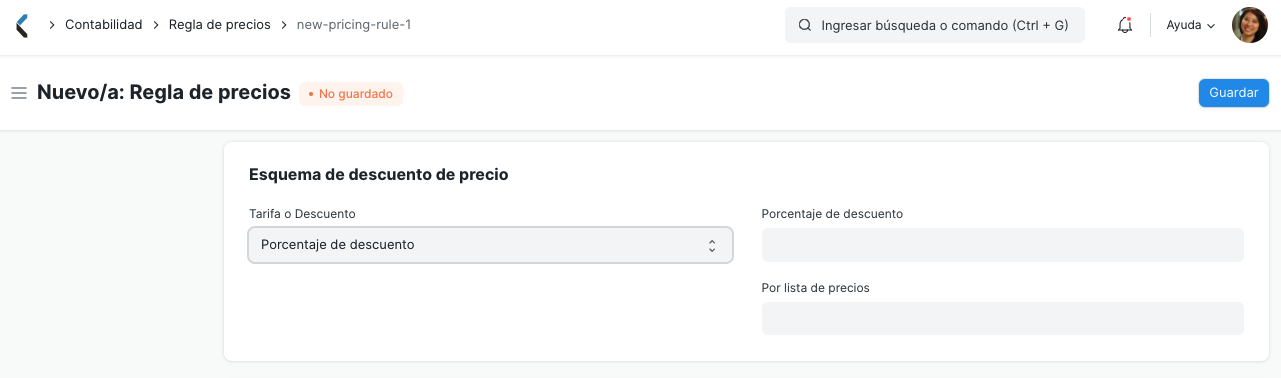 Contabilidad > Regla de precios > new-pricing-rule-1
Ingresar búsqueda o comando (Ctrl + G)
Ayuda
Nuevo/a: Regla de precios
• No guardado
Guardar
Esquema de descuento de precio
Tarifa o Descuento
Porcentaje de descuento
Porcentaje de descuento
Por lista de precios